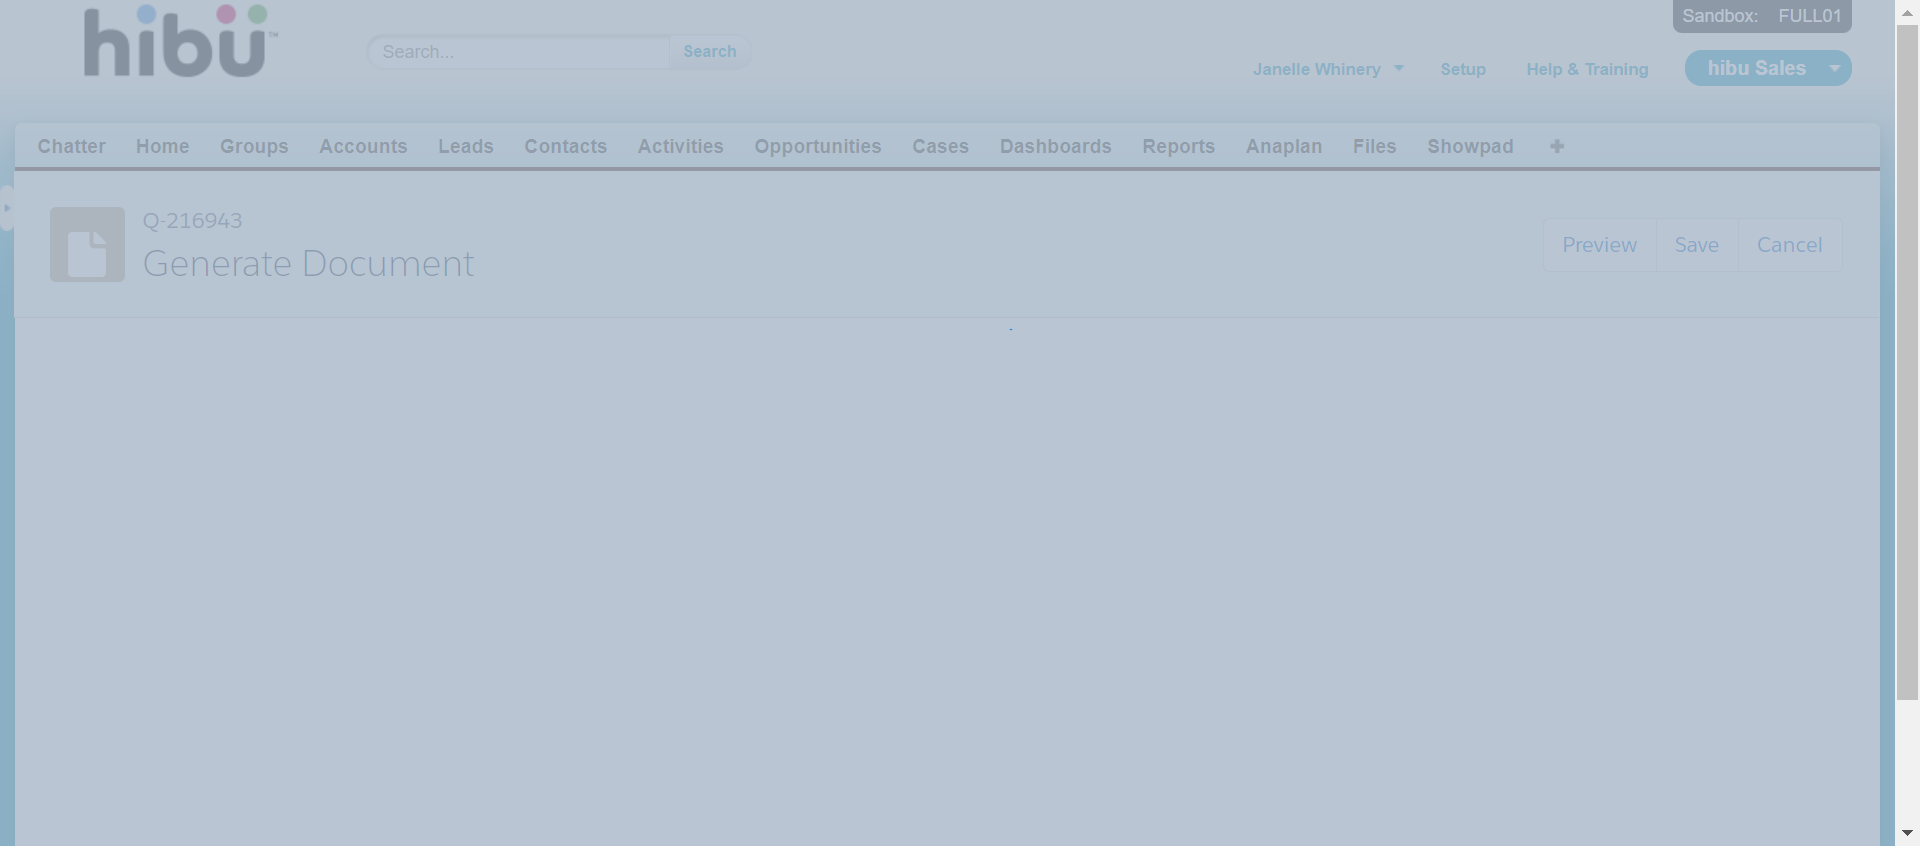 hibu™
Search...
Search
Sandbox: FULL01
Janelle Whinery
Setup
Help & Training
hibu Sales
Chatter Home Groups Accounts Leads Contacts Activities Opportunities Cases Dashboards Reports Anaplan Files Showpad
Q-216943
Generate Document
Preview Save Cancel